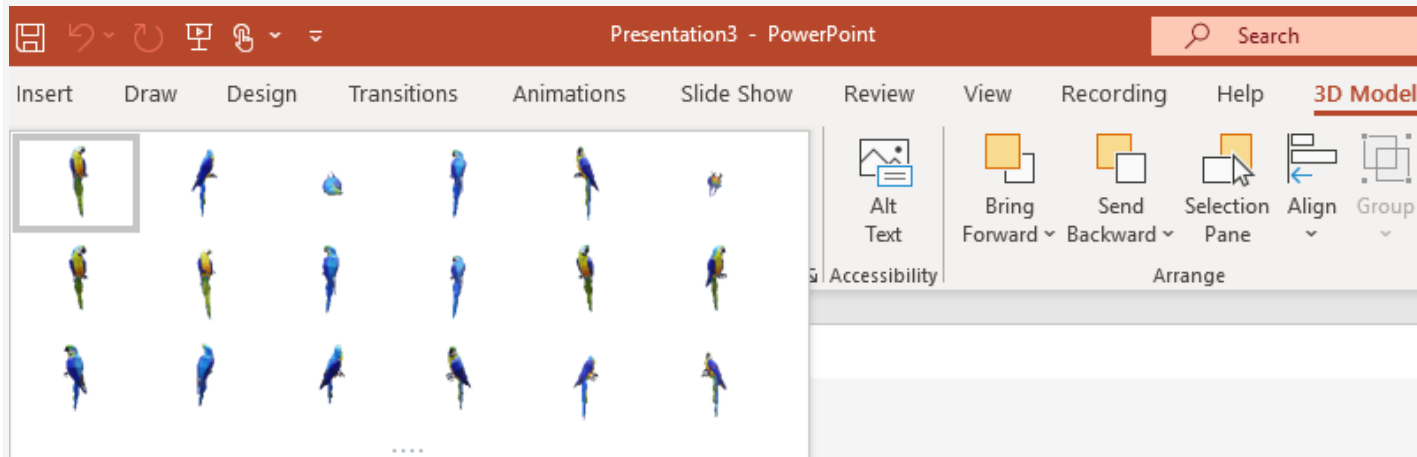 Presentation3 - PowerPoint
Search
Insert Draw Design Transitions Animations Slide Show Review View Recording Help 3D Model
Alt Text
Bring Forward
Send Backward
Selection Pane
Align
Group
Accessibility
Arrange